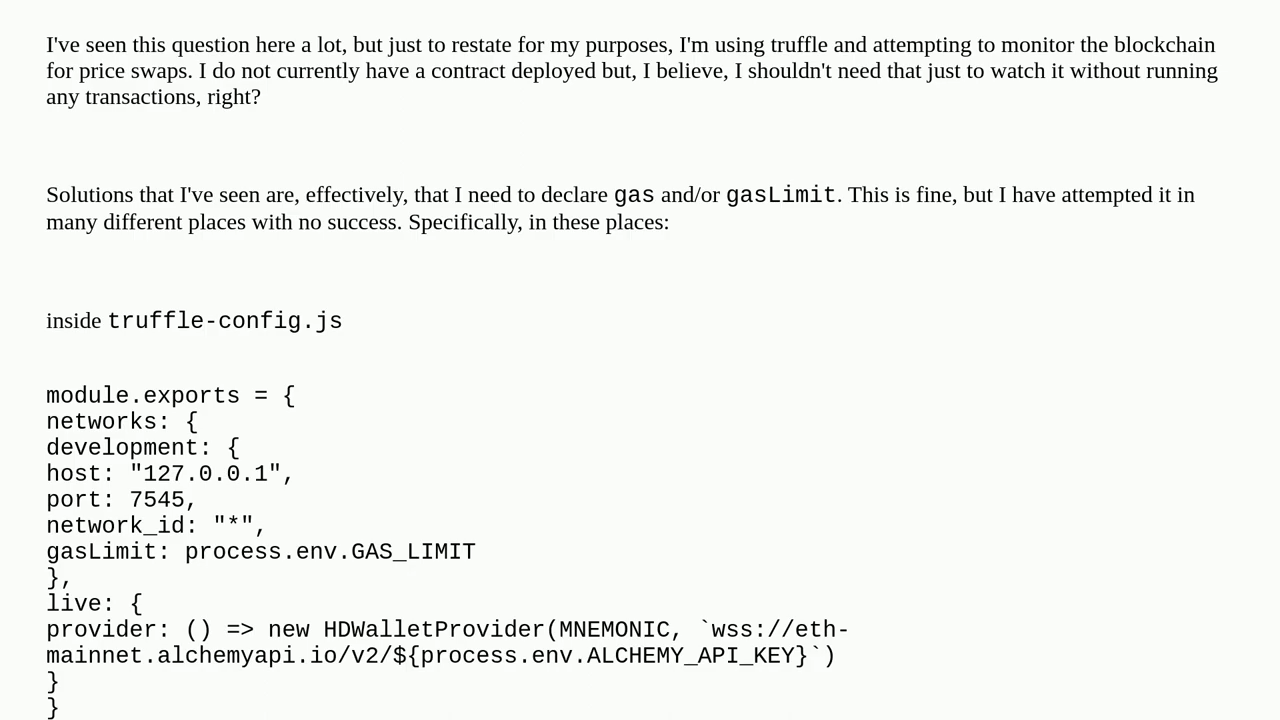 I've seen this question here a lot, but just to restate for my purposes, I'm using truffle and attempting to monitor the blockchain
for price swaps. I do not currently have a contract deployed but, I believe, I shouldn't need that just to watch it without running
any transactions, right?
Solutions that I've seen are, effectively, that I need to declare gas and/or gasLimit. This is fine, but I have attempted it in
many different places with no success. Specifically, in these places:
inside truffle-config.js
module.exports = {
networks: {
development: {
host: "127.0.0.1",
port: 7545,
network_id: "*",
gasLimit: process.env.GAS_LIMIT
},
live: {
provider: () => new HDWalletProvider(MNEMONIC, `wss://eth-
mainnet.alchemyapi.io/v2/${process.env.ALCHEMY_API_KEY}`)
}
}